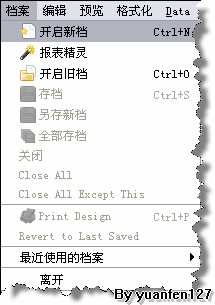 档案 编辑 预览 格式化 Data
开启新档 Ctrl+N
报表精灵
开启旧档 Ctrl+O
存档 Ctrl+S
另存新档
全部存档
关闭
Close All
Close All Except This
Print Design Ctrl+P
Revert to Last Saved
最近使用的档案
离开
By yuanfen127